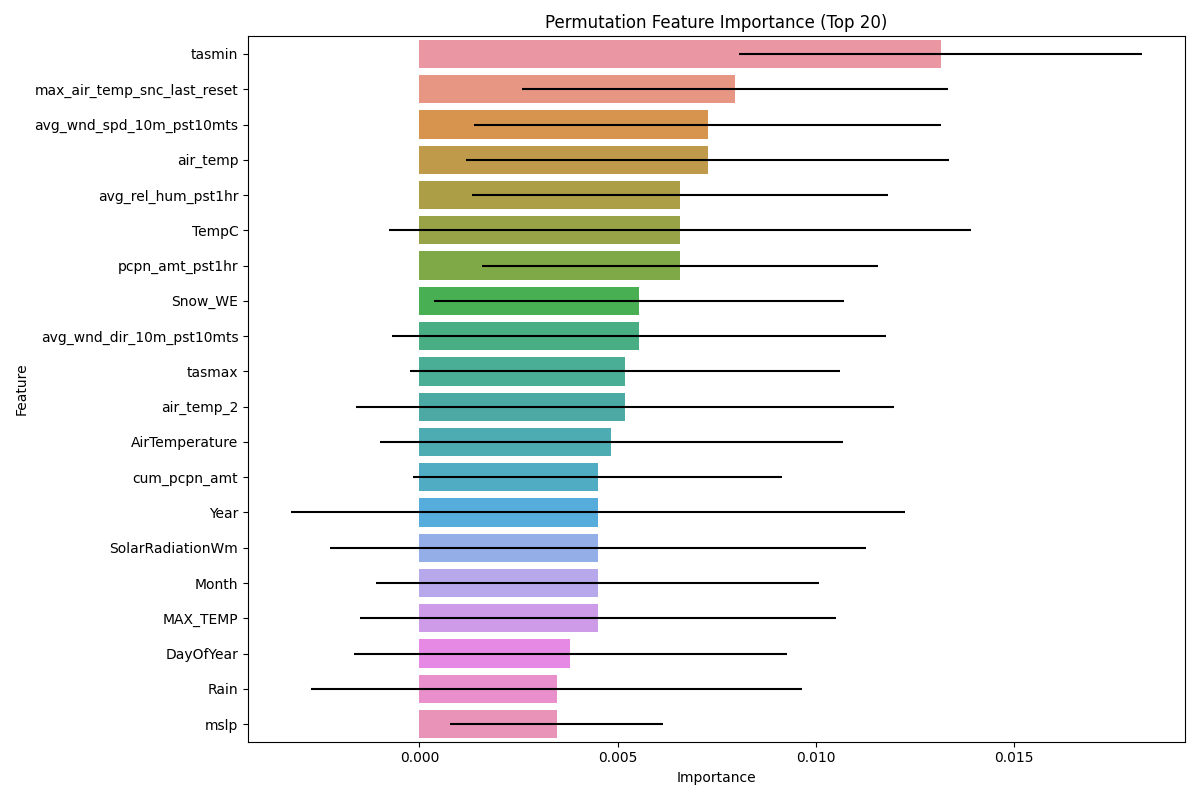 Permutation Feature Importance (Top 20)
tasmin
max_air_temp_snc_last_reset
avg_wnd_spd_10m_pst10mts
air_temp
avg_rel_hum_pst1hr
TempC
pcpn_amt_pst1hr
Snow_WE
avg_wnd_dir_10m_pst10mts
tasmax
air_temp_2
AirTemperature
cum_pcpn_amt
Year
SolarRadiationWm
Month
MAX_TEMP
DayOfYear
Rain
mslp
Feature
0.000 0.005 0.010 0.015
Importance